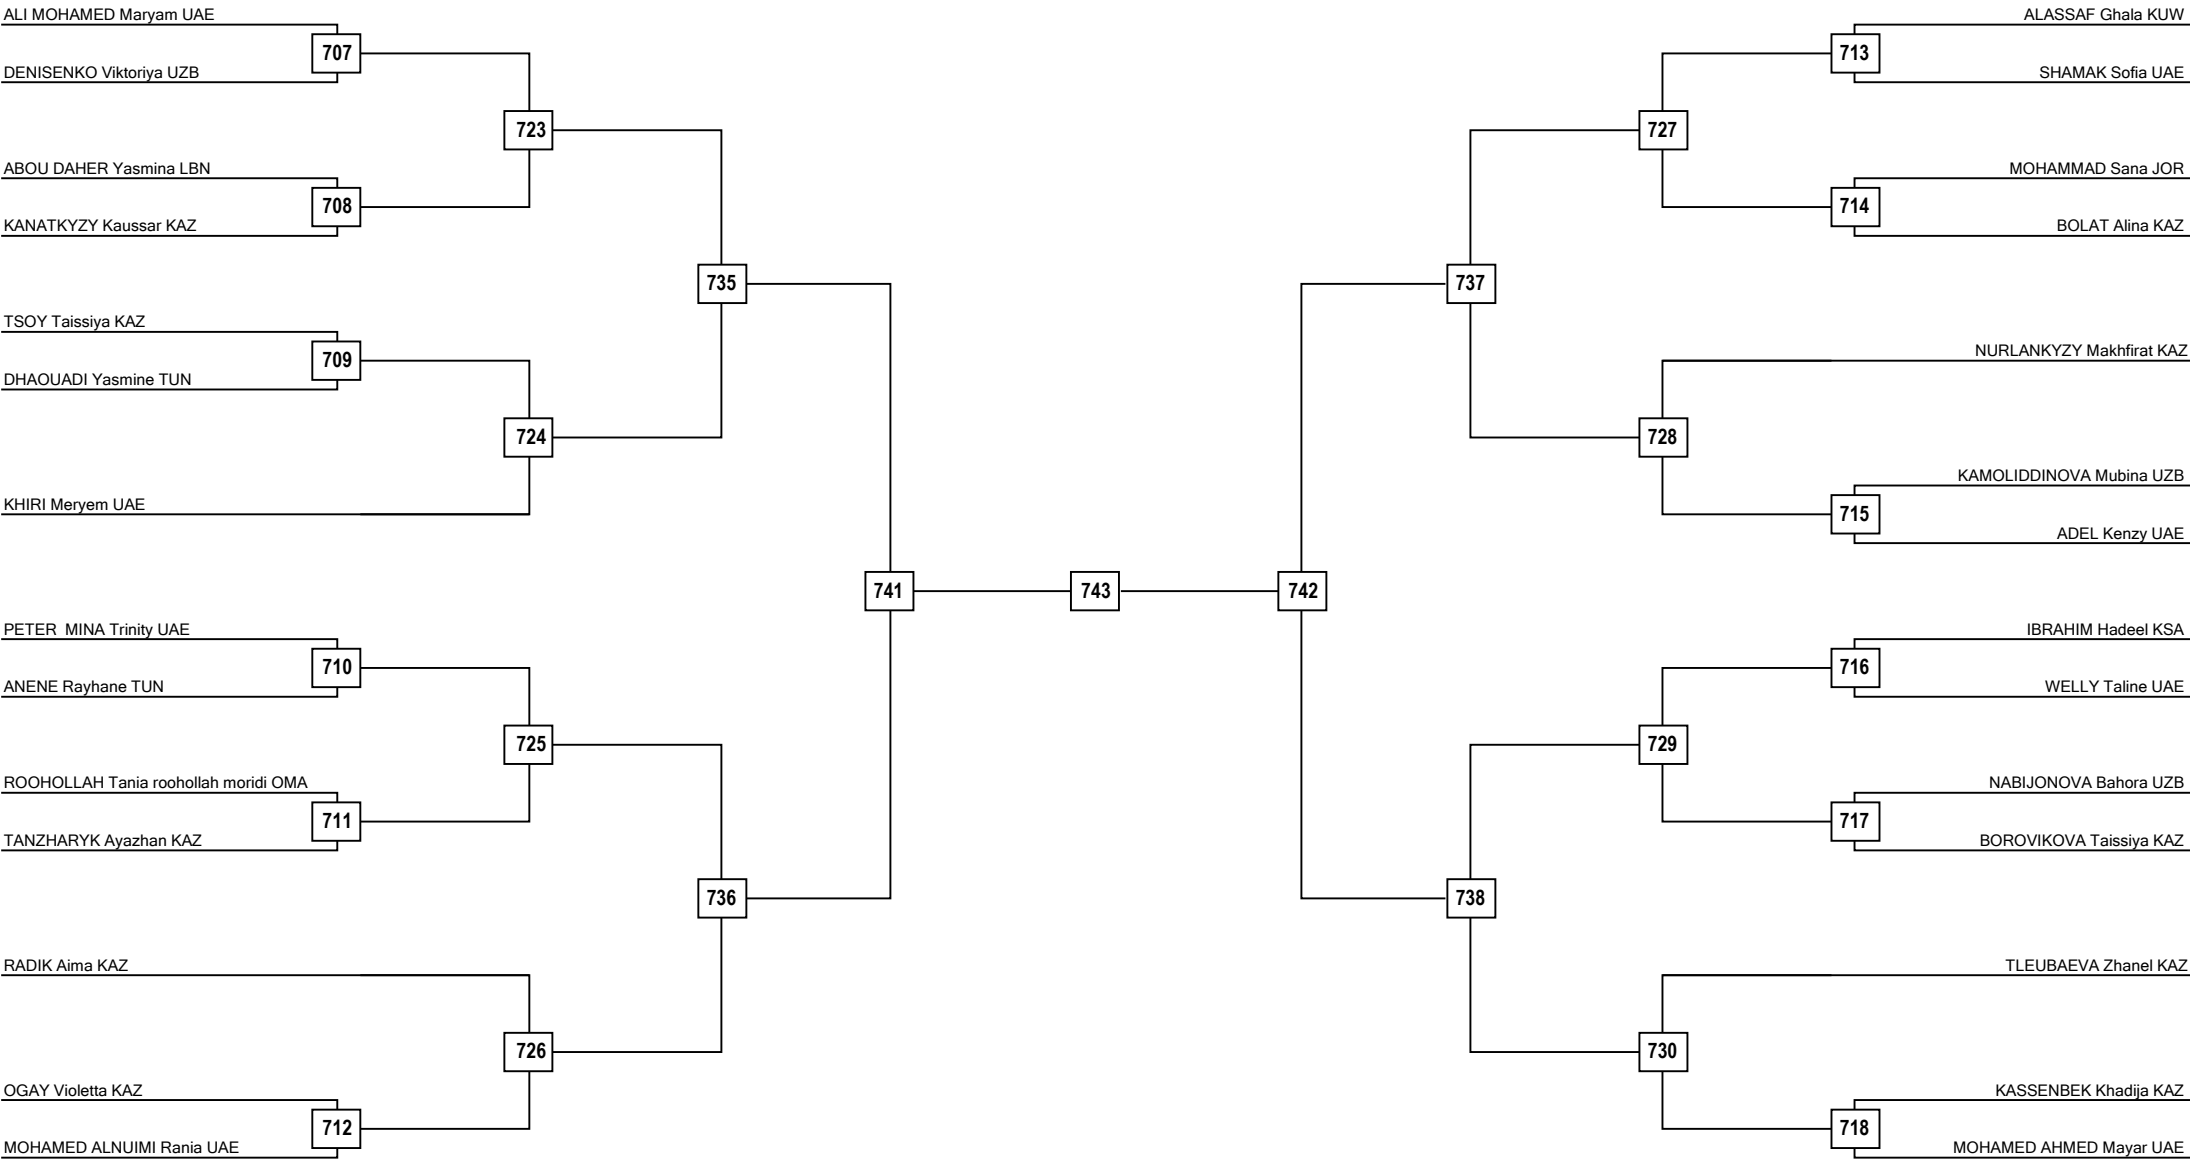 ALI MOHAMED Maryam UAE
707
DENISENKO Viktoriya UZB
723
ABOU DAHER Yasmina LBN
708
KANATKYZY Kaussar KAZ
735
TSOY Taissiya KAZ
709
DHAOUADI Yasmine TUN
724
KHIRI Meryem UAE
741
PETER  MINA Trinity UAE
710
ANENE Rayhane TUN
725
ROOHOLLAH Tania roohollah moridi OMA
711
TANZHARYK Ayazhan KAZ
736
RADIK Aima KAZ
726
OGAY Violetta KAZ
712
MOHAMED ALNUIMI Rania UAE
743
ALASSAF Ghala KUW
713
SHAMAK Sofia UAE
727
MOHAMMAD Sana JOR
714
BOLAT Alina KAZ
737
NURLANKYZY Makhfirat KAZ
728
KAMOLIDDINOVA Mubina UZB
715
ADEL Kenzy UAE
742
IBRAHIM Hadeel KSA
716
WELLY Taline UAE
729
NABIJONOVA Bahora UZB
717
BOROVIKOVA Taissiya KAZ
738
TLEUBAEVA Zhanel KAZ
730
KASSENBEK Khadija KAZ
718
MOHAMED AHMED Mayar UAE